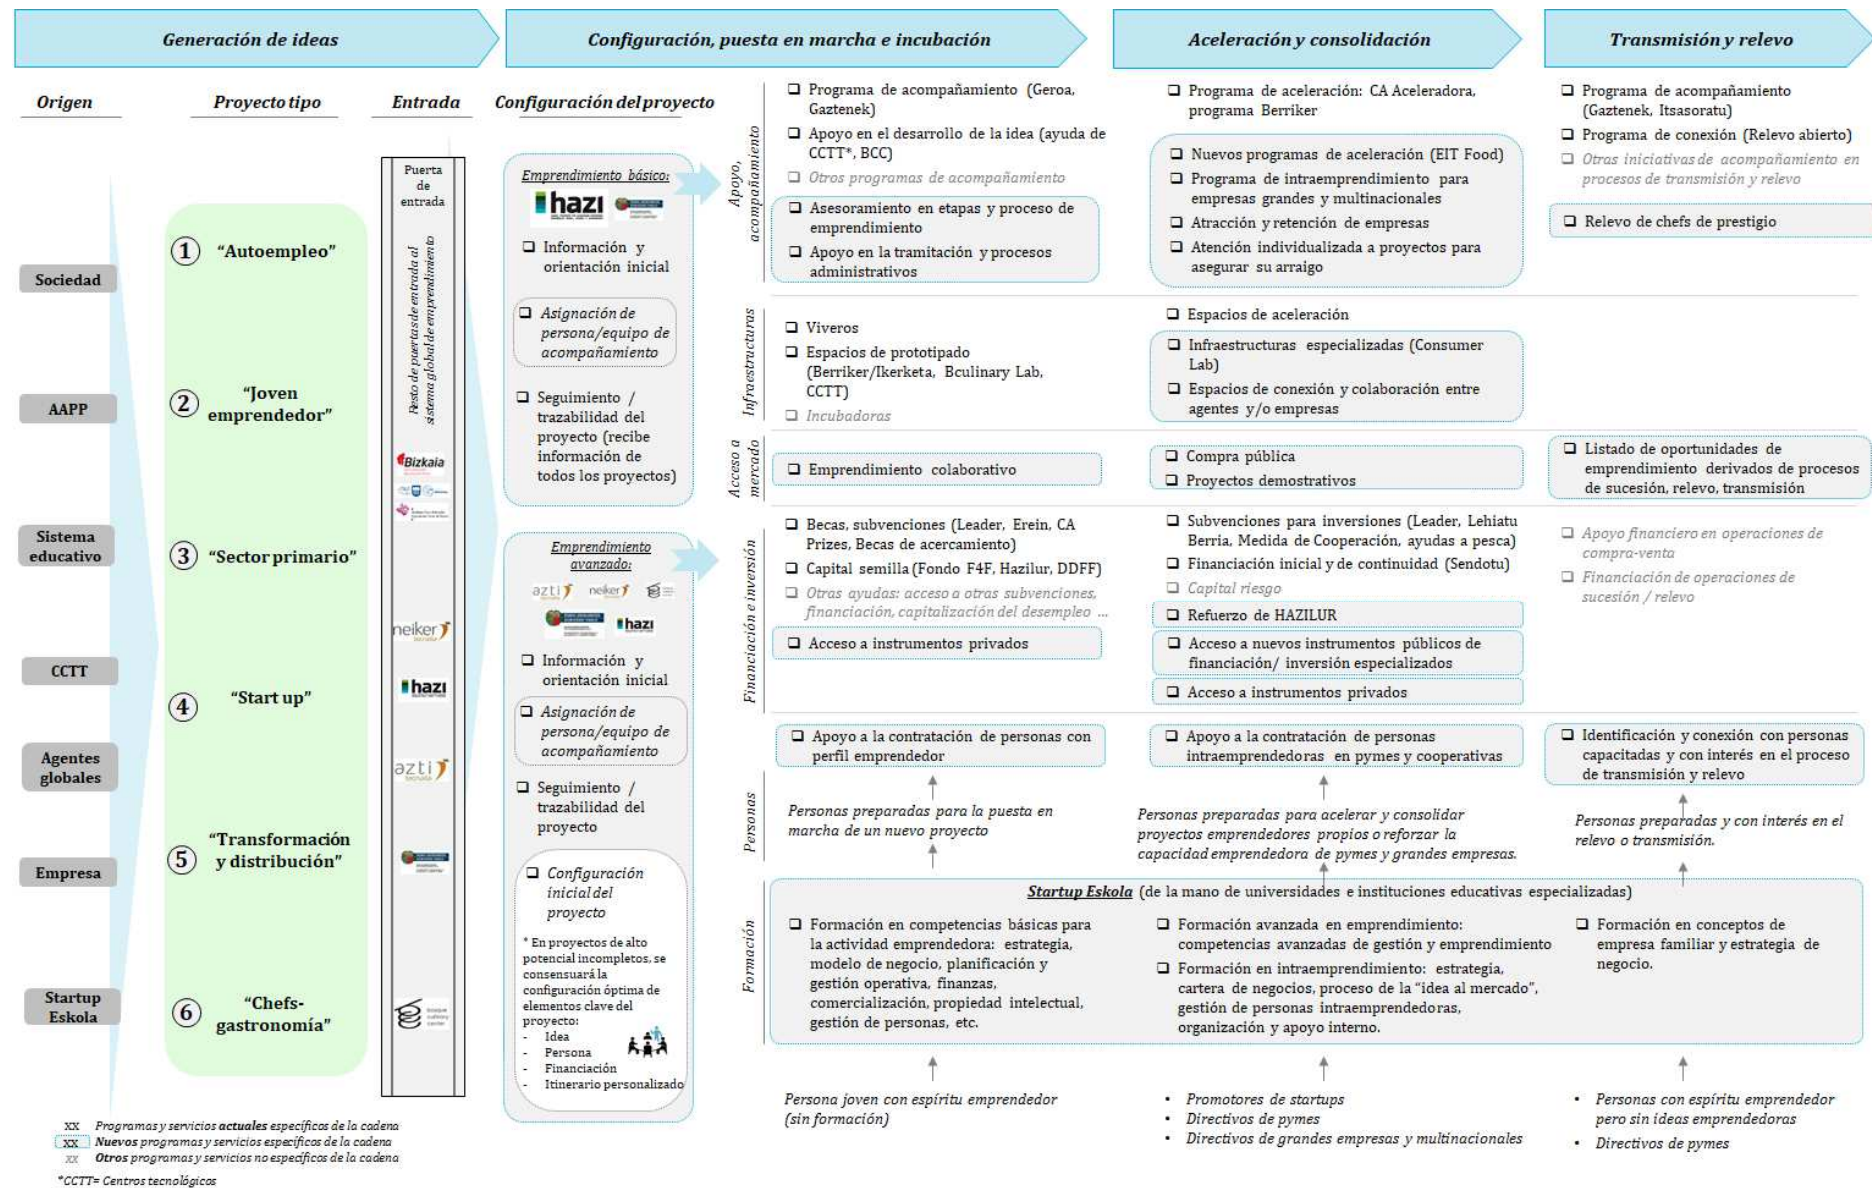 Generación de ideas
Configuración, puesta en marcha e incubación
Aceleración y consolidación
Transmisión y relevo
Origen
Proyecto tipo
Entrada
Configuración del proyecto
Sociedad
AAPP
Sistema
educativo
CCTT
Agentes
globales
Empresa
Startup
Eskola
1
"Autoempleo"
2
"Joven
emprendedor"
3
"Sector primario"
4
"Start up"
5
"Transformación
y distribución"
6
"Chefs-
gastronomía"
Puerta
de
entrada
Resto de puertas de entrada al
sistema global de emprendimiento
Bizkaia
neiker
hazi
azti
basque
culinary
center
Emprendimiento básico:
hazi
❑ Información y
orientación inicial
❑ Asignación de
persona/equipo de
acompañamiento
❑ Seguimiento /
trazabilidad del
proyecto (recibe
información de
todos los proyectos)
Emprendimiento
avanzado:
azti
neiker
hazi
❑ Información y
orientación inicial
❑ Asignación de
persona/equipo de
acompañamiento
❑ Seguimiento /
trazabilidad del
proyecto
❑ Configuración
inicial del
proyecto
* En proyectos de alto
potencial incompletos, se
consensuará la
configuración óptima de
elementos clave del
proyecto:
- Idea
- Persona
- Financiación
- Itinerario personalizado
Apoyo,
acompañamiento
❑ Programa de acompañamiento (Geroa,
Gaztenek)
❑ Apoyo en el desarrollo de la idea (ayuda de
CCTT*, BCC)
❑ Otros programas de acompañamiento
❑ Asesoramiento en etapas y proceso de
emprendimiento
❑ Apoyo en la tramitación y procesos
administrativos
❑ Programa de aceleración: CA Aceleradora,
programa Berriker
❑ Nuevos programas de aceleración (EIT Food)
❑ Programa de intraemprendimiento para
empresas grandes y multinacionales
❑ Atracción y retención de empresas
❑ Atención individualizada a proyectos para
asegurar su arraigo
❑ Programa de acompañamiento
(Gaztenek, Itsasoratu)
❑ Programa de conexión (Relevo abierto)
❑ Otras iniciativas de acompañamiento en
procesos de transmisión y relevo
❑ Relevo de chefs de prestigio
Infraestructuras
❑ Viveros
❑ Espacios de prototipado
(Berriker/Ikerketa, Bculinary Lab,
CCTT)
❑ Incubadoras
❑ Espacios de aceleración
❑ Infraestructuras especializadas (Consumer
Lab)
❑ Espacios de conexión y colaboración entre
agentes y/o empresas
Acceso a
mercado
❑ Emprendimiento colaborativo
❑ Compra pública
❑ Proyectos demostrativos
❑ Listado de oportunidades de
emprendimiento derivados de procesos
de sucesión, relevo, transmisión
Financiación e inversión
❑ Becas, subvenciones (Leader, Erein, CA
Prizes, Becas de acercamiento)
❑ Capital semilla (Fondo F4F, Hazilur, DDFF)
❑ Otras ayudas: acceso a otras subvenciones,
financiación, capitalización del desempleo ...
❑ Acceso a instrumentos privados
❑ Subvenciones para inversiones (Leader, Lehiatu
Berria, Medida de Cooperación, ayudas a pesca)
❑ Financiación inicial y de continuidad (Sendotu)
❑ Capital riesgo
❑ Refuerzo de HAZILUR
❑ Acceso a nuevos instrumentos públicos de
financiación/ inversión especializados
❑ Acceso a instrumentos privados
❑ Apoyo financiero en operaciones de
compra-venta
❑ Financiación de operaciones de
sucesión / relevo
Personas
❑ Apoyo a la contratación de personas con
perfil emprendedor
Personas preparadas para la puesta en
marcha de un nuevo proyecto
❑ Apoyo a la contratación de personas
intraemprendedoras en pymes y cooperativas
Personas preparadas para acelerar y consolidar
proyectos emprendedores propios o reforzar la
capacidad emprendedora de pymes y grandes empresas.
❑ Identificación y conexión con personas
capacitadas y con interés en el proceso
de transmisión y relevo
Personas preparadas y con interés en el
relevo o transmisión.
Formación
Startup Eskola (de la mano de universidades e instituciones educativas especializadas)
❑ Formación en competencias básicas para
la actividad emprendedora: estrategia,
modelo de negocio, planificación y
gestión operativa, finanzas,
comercialización, propiedad intelectual,
gestión de personas, etc.
❑ Formación avanzada en emprendimiento:
competencias avanzadas de gestión y emprendimiento
❑ Formación en intraemprendimiento: estrategia,
cartera de negocios, proceso de la "idea al mercado",
gestión de personas intraemprendedoras,
organización y apoyo interno.
❑ Formación en conceptos de
empresa familiar y estrategia de
negocio.
Persona joven con espíritu emprendedor
(sin formación)
• Promotores de startups
• Directivos de pymes
• Directivos de grandes empresas y multinacionales
• Personas con espíritu emprendedor
pero sin ideas emprendedoras
• Directivos de pymes
xx Programas y servicios actuales específicos de la cadena
xx Nuevos programas y servicios específicos de la cadena
xx Otros programas y servicios no específicos de la cadena
*CCTT= Centros tecnológicos